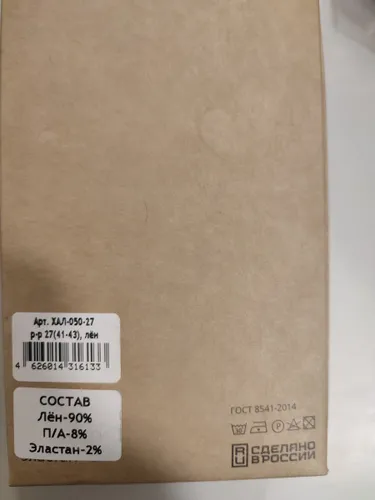 Арт. ХАЛ-050-27
р-р 27(41-43), лён
4 626014 316133
СОСТАВ
Лён-90%
П/А-8%
Эластан-2%
ГОСТ 8541-2014
RU СДЕЛАНО
В РОССИИ